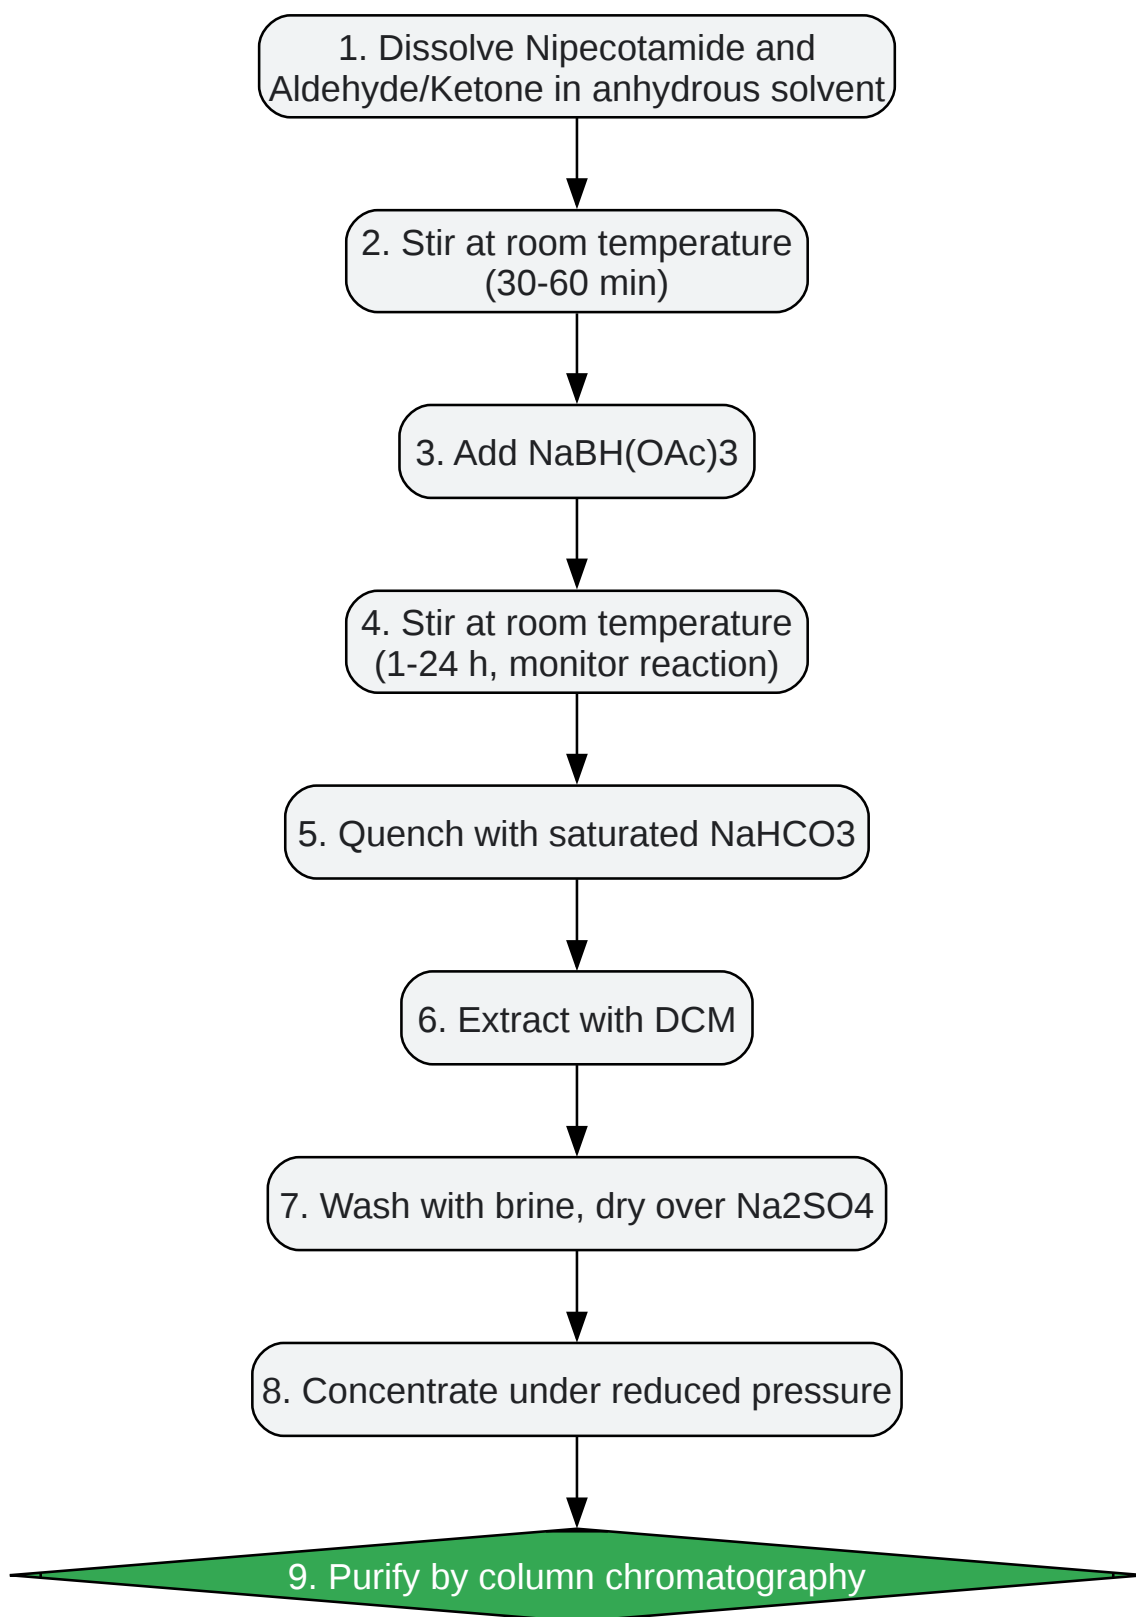 1. Dissolve Nipecotamide and
Aldehyde/Ketone in anhydrous solvent
2. Stir at room temperature
(30-60 min)
3. Add NaBH(OAc)3
4. Stir at room temperature
(1-24 h, monitor reaction)
5. Quench with saturated NaHCO3
6. Extract with DCM
7. Wash with brine, dry over Na2SO4
8. Concentrate under reduced pressure
9. Purify by column chromatography